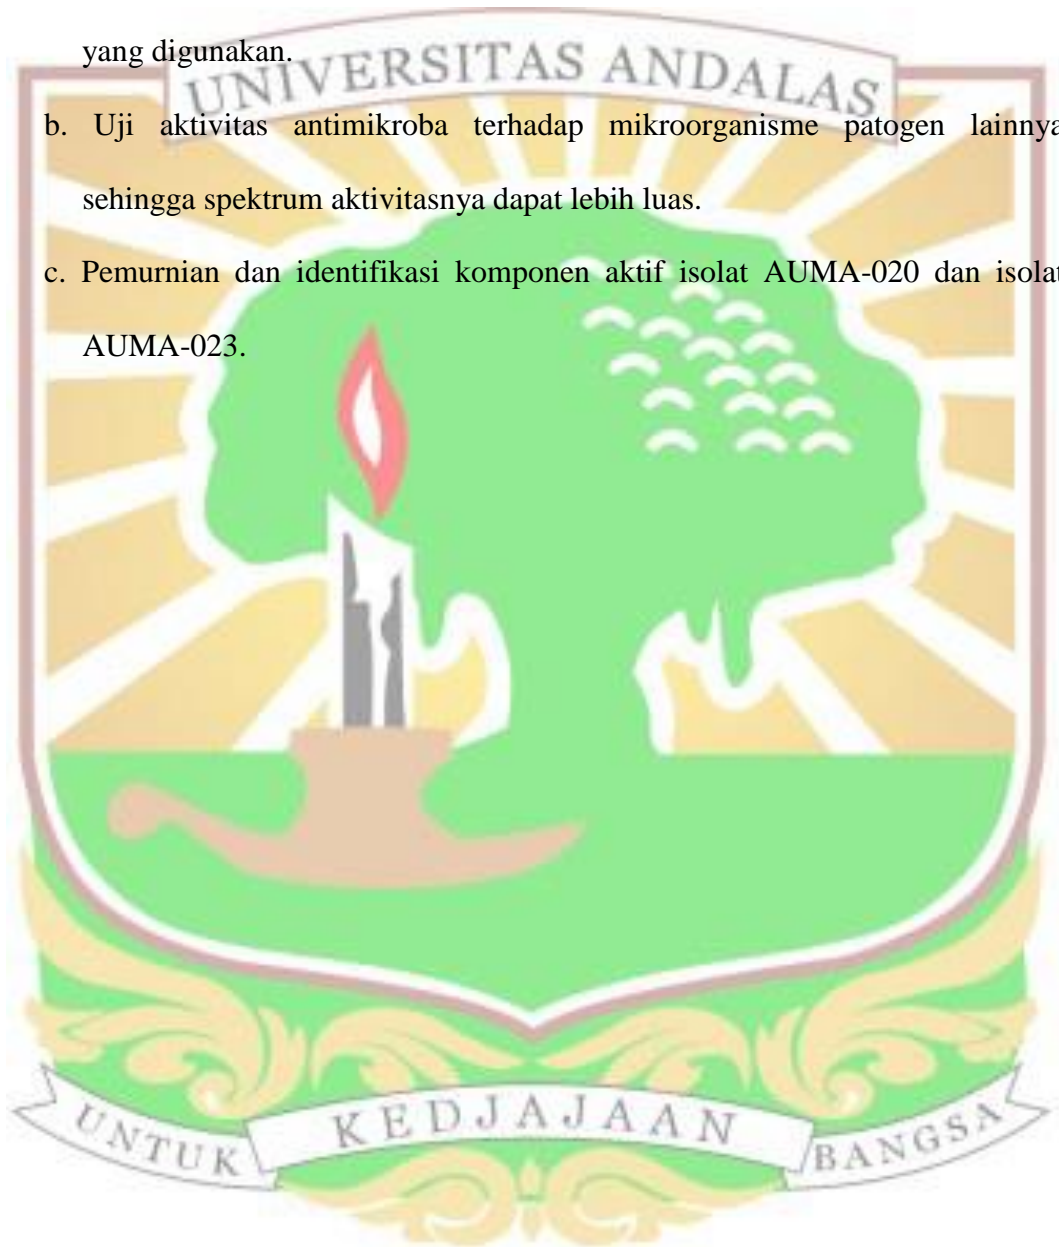 yang digunakan.
UNIVERSITAS ANDALAS
b. Uji aktivitas antimikroba terhadap mikroorganisme patogen lainnya
sehingga spektrum aktivitasnya dapat lebih luas.
c. Pemurnian dan identifikasi komponen aktif isolat AUMA-020 dan isolat
AUMA-023.
UNTUK KEDJAJAAN BANGSA